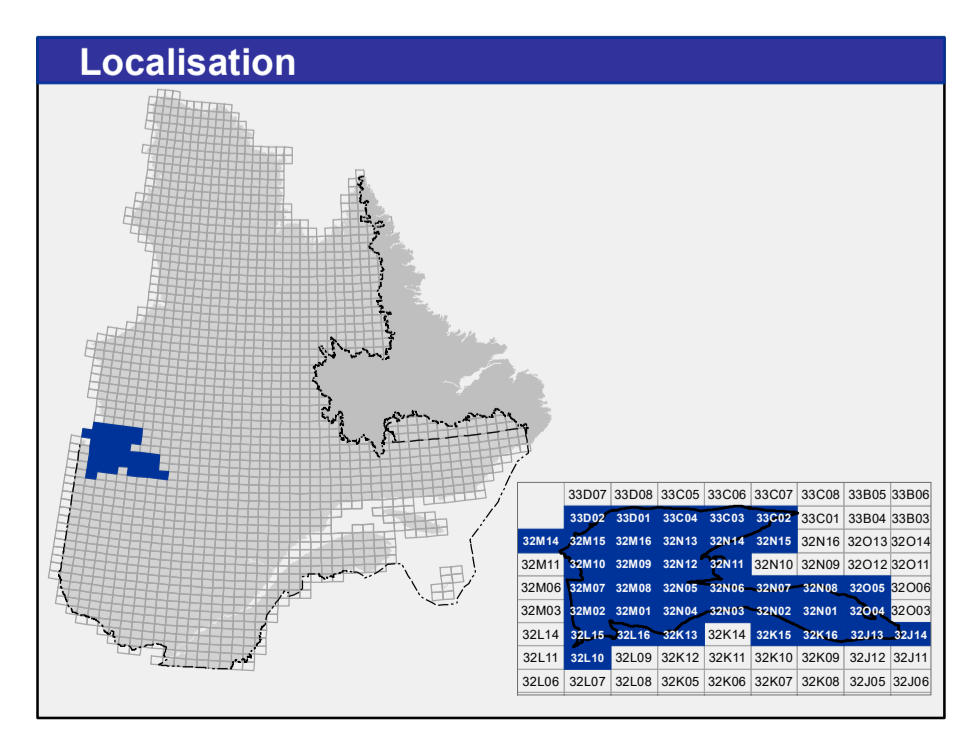 Localisation
33D07 33D08 33C05 33C06 33C07 33C08 33B05 33B06
33D02 33D01 33C04 33C03 33C02 33C01 33B04 33B03
32M14 32M15 32M16 32N13 32N14 32N15 32N16 32O13 32O14
32M11 32M10 32M09 32N12 32N11 32N10 32N09 32O12 32O11
32M06 32M07 32M08 32N05 32N06 32N07 32N08 32O05 32O06
32M03 32M02 32M01 32N04 32N03 32N02 32N01 32O04 32O03
32L14 32L15 32L16 32K13 32K14 32K15 32K16 32J13 32J14
32L11 32L10 32L09 32K12 32K11 32K10 32K09 32J12 32J11
32L06 32L07 32L08 32K05 32K06 32K07 32K08 32J05 32J06